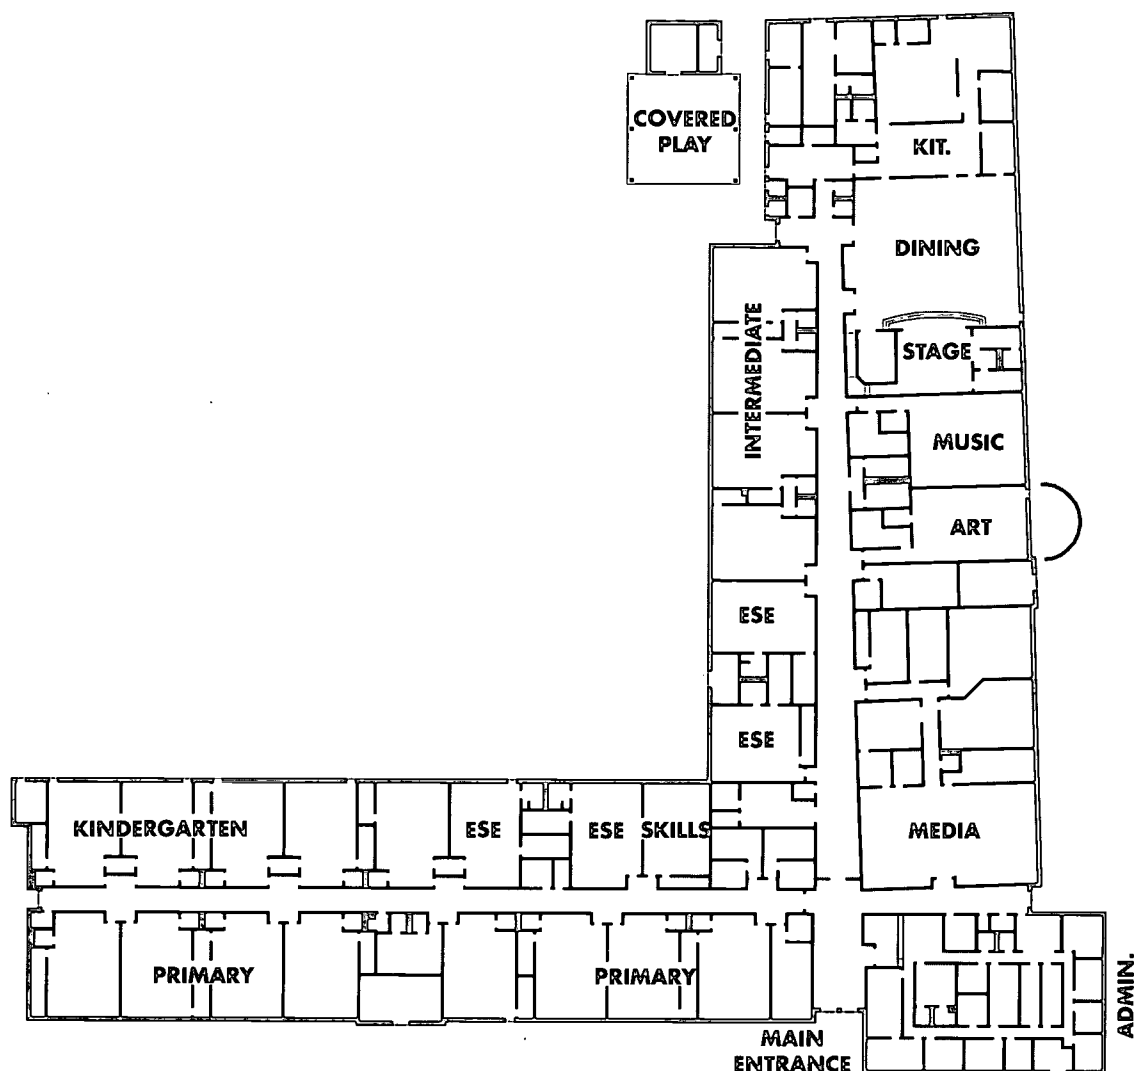 COVERED
PLAY
KIT.
DINING
STAGE
INTERMEDIATE
MUSIC
ART
ESE
ESE
KINDERGARTEN
ESE
ESE
SKILLS
MEDIA
PRIMARY
PRIMARY
ADMIN.
MAIN
ENTRANCE